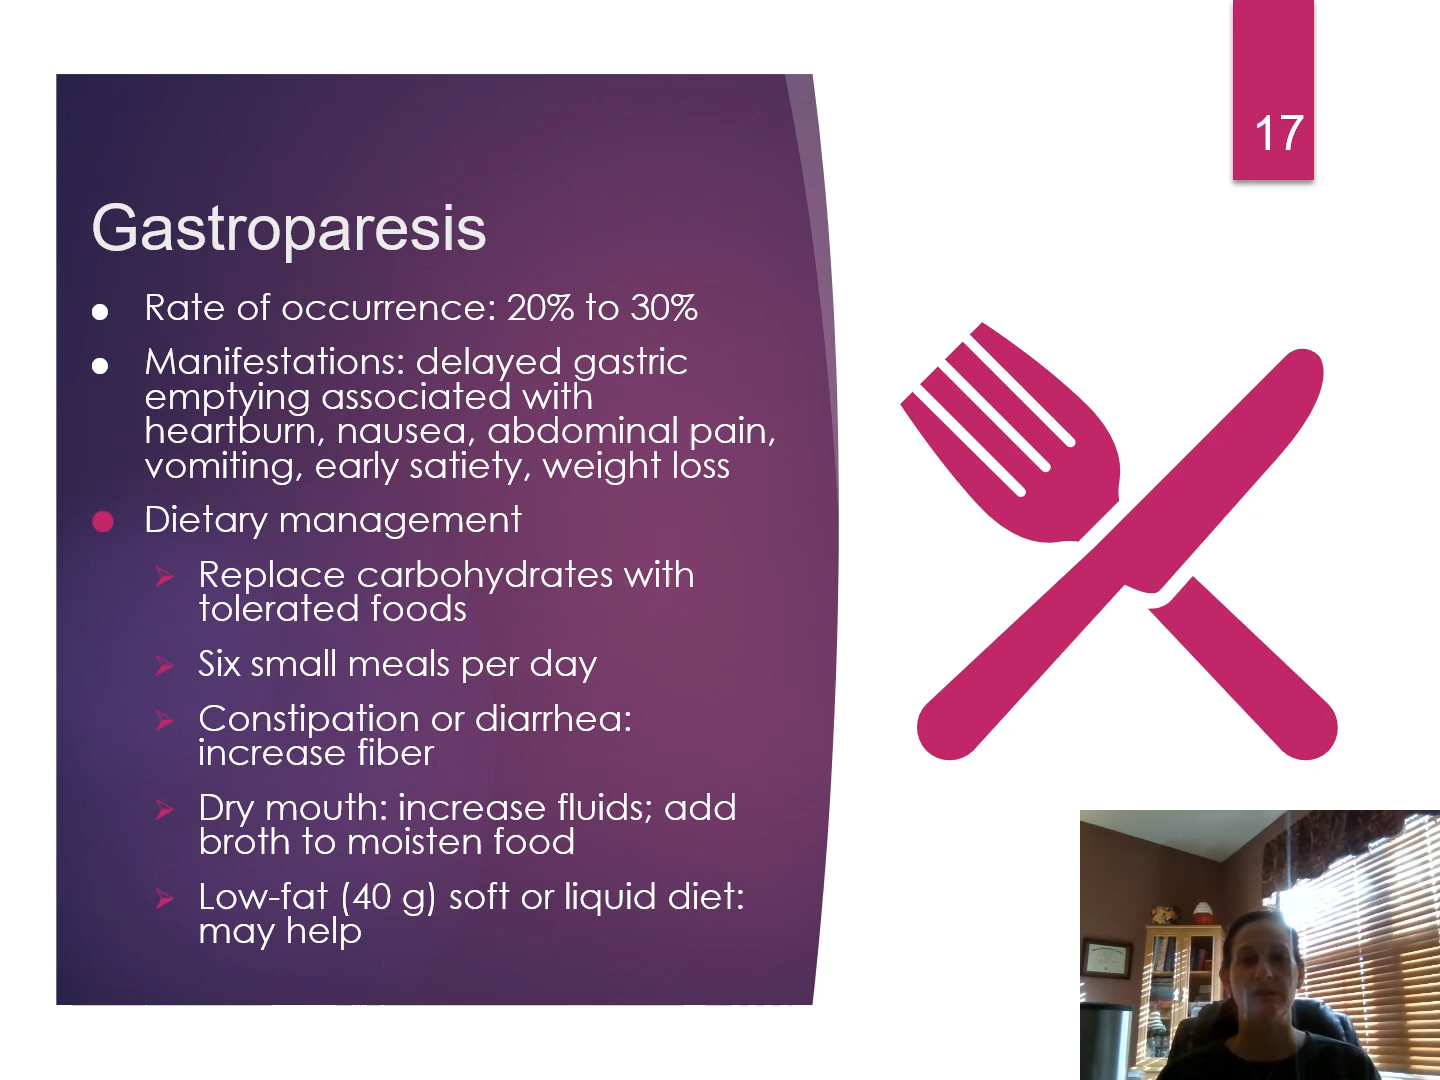 17
Gastroparesis
● Rate of occurrence: 20% to 30%
● Manifestations: delayed gastric
emptying associated with
heartburn, nausea, abdominal pain,
vomiting, early satiety, weight loss
● Dietary management
➢ Replace carbohydrates with
tolerated foods
➢ Six small meals per day
➢ Constipation or diarrhea:
increase fiber
➢ Dry mouth: increase fluids; add
broth to moisten food
➢ Low-fat (40 g) soft or liquid diet:
may help